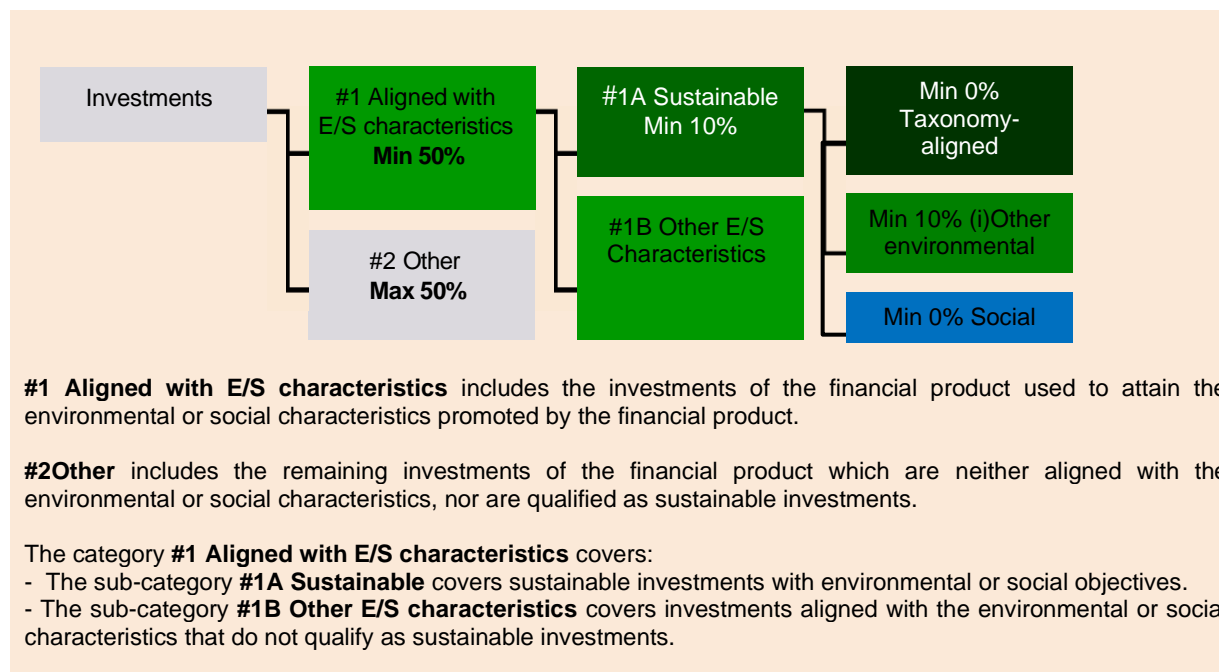 Investments
#1 Aligned with
E/S characteristics
Min 50%
#2 Other
Max 50%
#1A Sustainable
Min 10%
#1B Other E/S
Characteristics
Min 0%
Taxonomy-
aligned
Min 10% (i)Other
environmental
Min 0% Social
#1 Aligned with E/S characteristics includes the investments of the financial product used to attain the
environmental or social characteristics promoted by the financial product.
#2Other includes the remaining investments of the financial product which are neither aligned with the
environmental or social characteristics, nor are qualified as sustainable investments.
The category #1 Aligned with E/S characteristics covers:
- The sub-category #1A Sustainable covers sustainable investments with environmental or social objectives.
- The sub-category #1B Other E/S characteristics covers investments aligned with the environmental or social
characteristics that do not qualify as sustainable investments.